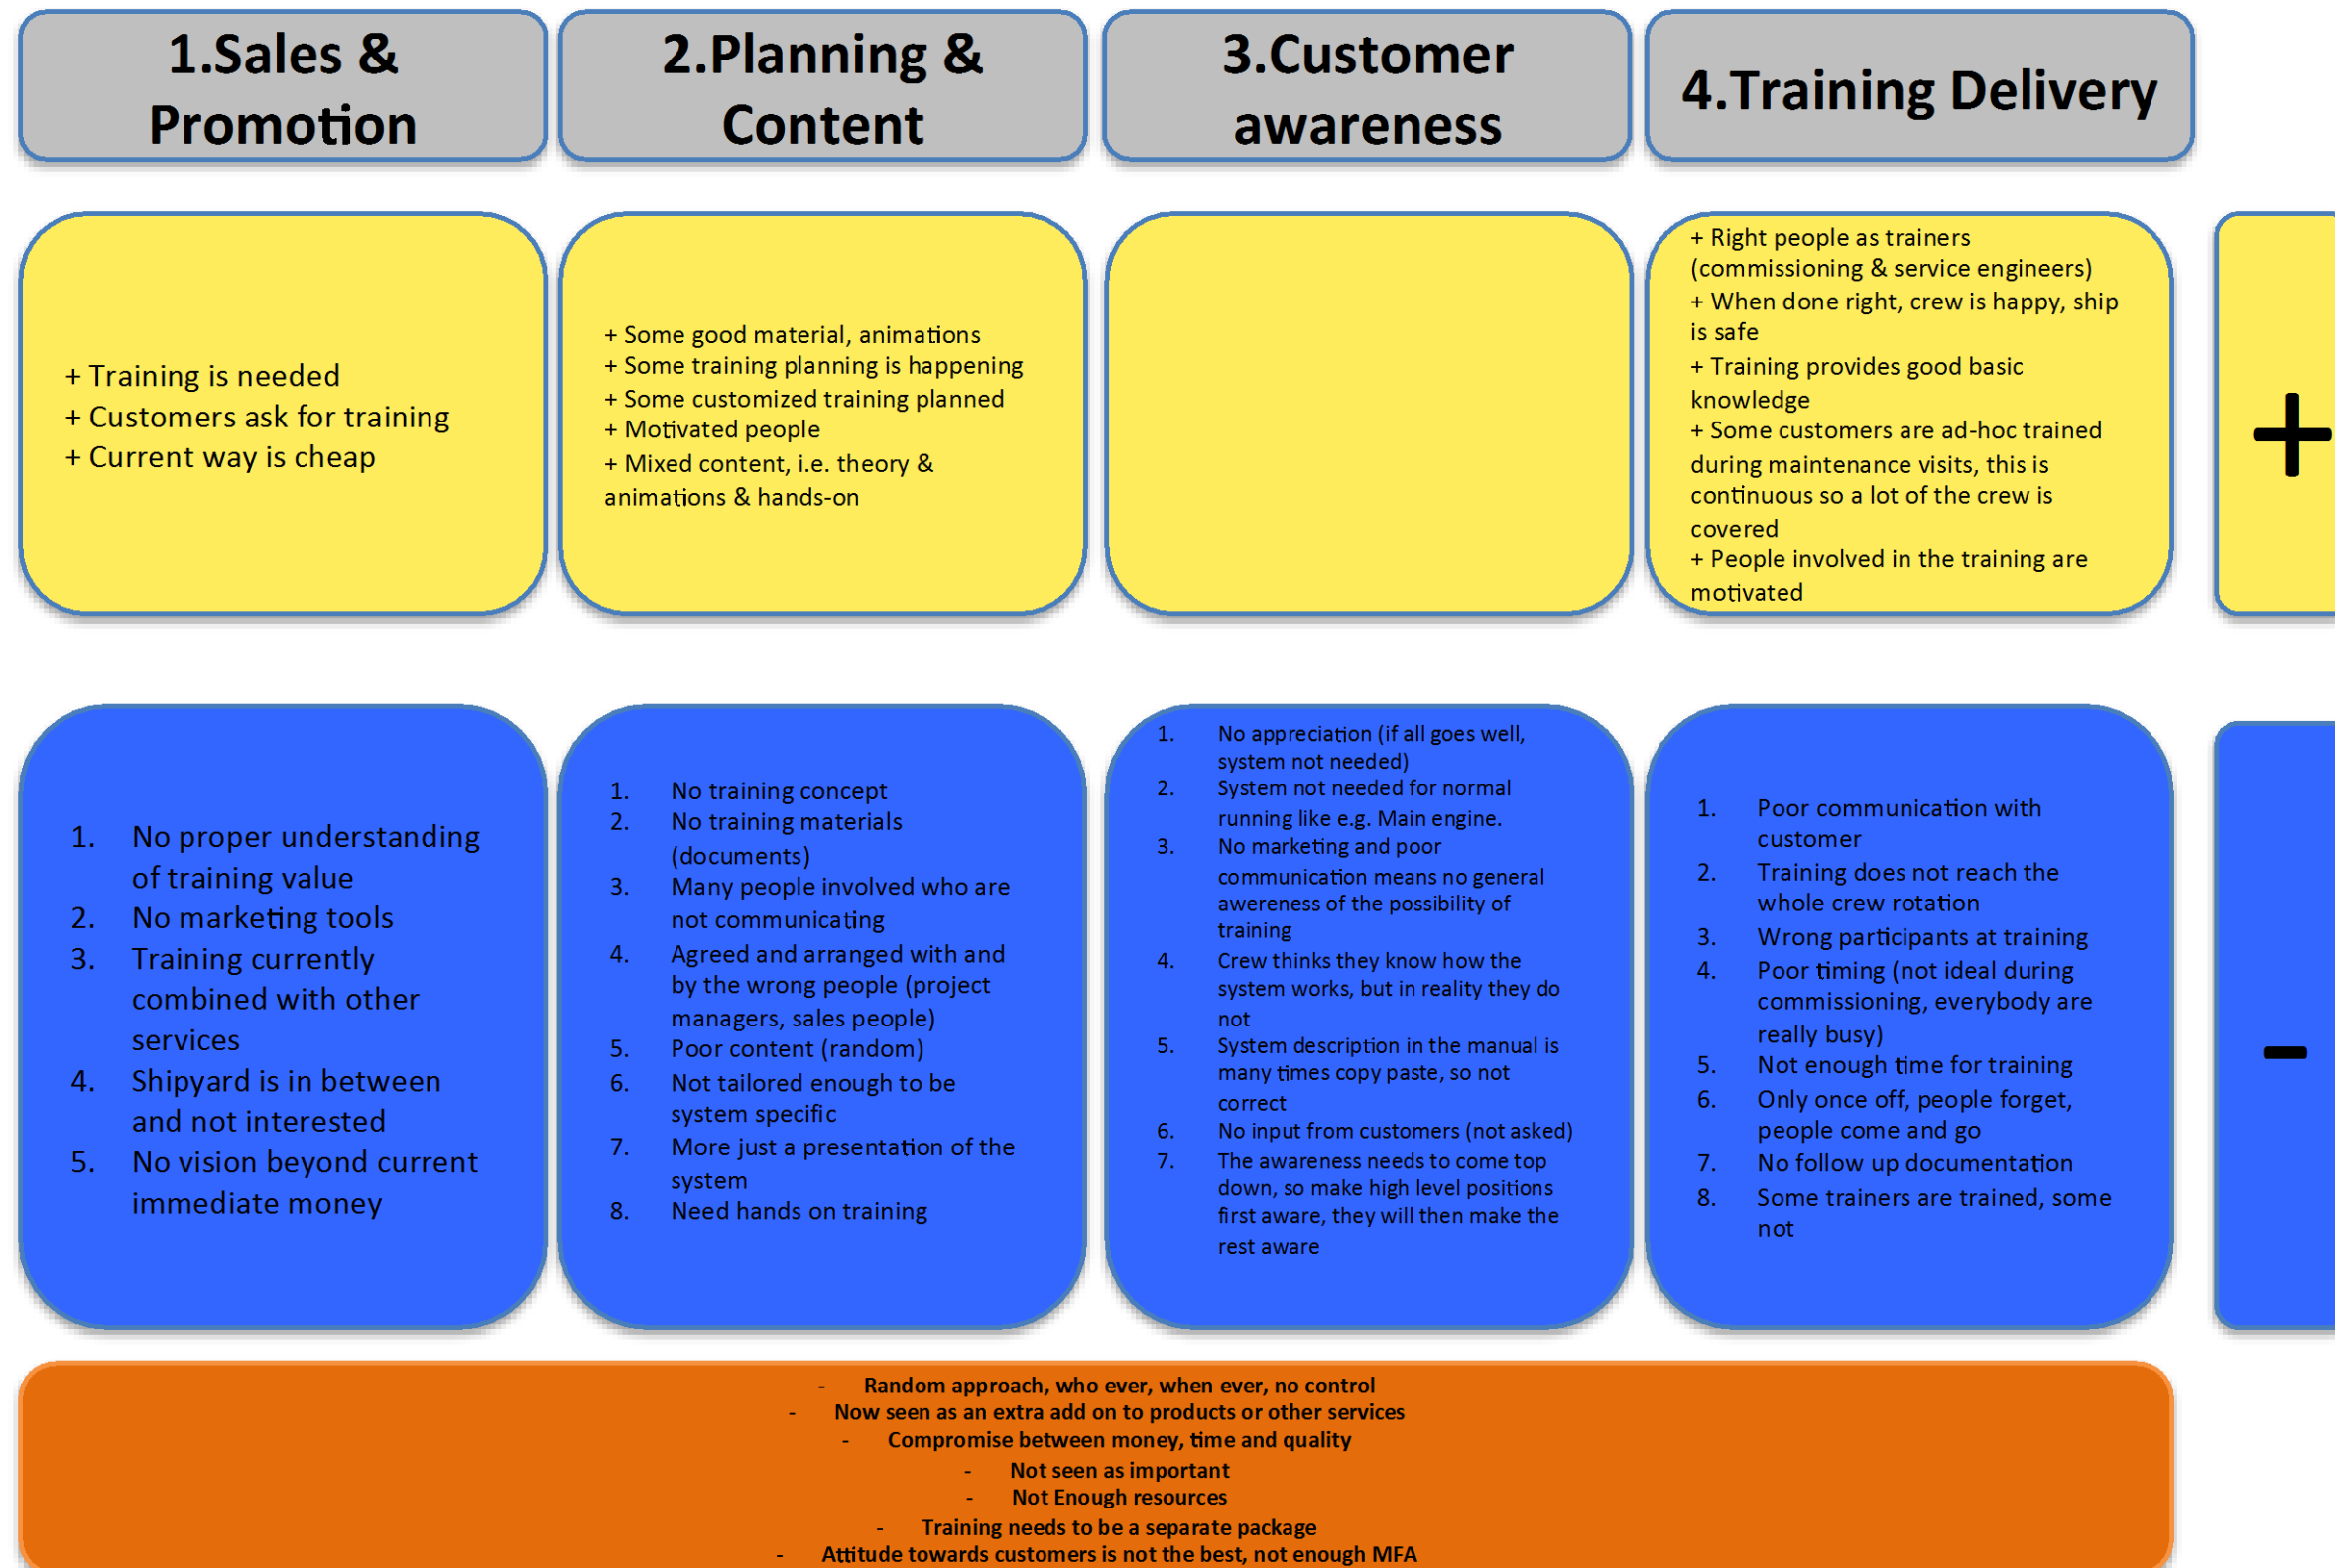 1.Sales &
Promotion
2.Planning &
Content
3.Customer
awareness
4.Training Delivery
+ Training is needed
+ Customers ask for training
+ Current way is cheap
+ Some good material, animations
+ Some training planning is happening
+ Some customized training planned
+ Motivated people
+ Mixed content, i.e. theory &
animations & hands-on
+ Right people as trainers
(commissioning & service engineers)
+ When done right, crew is happy, ship
is safe
+ Training provides good basic
knowledge
+ Some customers are ad-hoc trained
during maintenance visits, this is
continuous so a lot of the crew is
covered
+ People involved in the training are
motivated
+
1. No proper understanding
of training value
2. No marketing tools
3. Training currently
combined with other
services
4. Shipyard is in between
and not interested
5. No vision beyond current
immediate money
1. No training concept
2. No training materials
(documents)
3. Many people involved who are
not communicating
4. Agreed and arranged with and
by the wrong people (project
managers, sales people)
5. Poor content (random)
6. Not tailored enough to be
system specific
7. More just a presentation of the
system
8. Need hands on training
1. No appreciation (if all goes well,
system not needed)
2. System not needed for normal
running like e.g. Main engine.
3. No marketing and poor
communication means no general
awereness of the possibility of
training
4. Crew thinks they know how the
system works, but in reality they do
not
5. System description in the manual is
many times copy paste, so not
correct
6. No input from customers (not asked)
7. The awareness needs to come top
down, so make high level positions
first aware, they will then make the
rest aware
1. Poor communication with
customer
2. Training does not reach the
whole crew rotation
3. Wrong participants at training
4. Poor timing (not ideal during
commissioning, everybody are
really busy)
5. Not enough time for training
6. Only once off, people forget,
people come and go
7. No follow up documentation
8. Some trainers are trained, some
not
-
- Random approach, who ever, when ever, no control
- Now seen as an extra add on to products or other services
- Compromise between money, time and quality
- Not seen as important
- Not Enough resources
- Training needs to be a separate package
- Attitude towards customers is not the best, not enough MFA